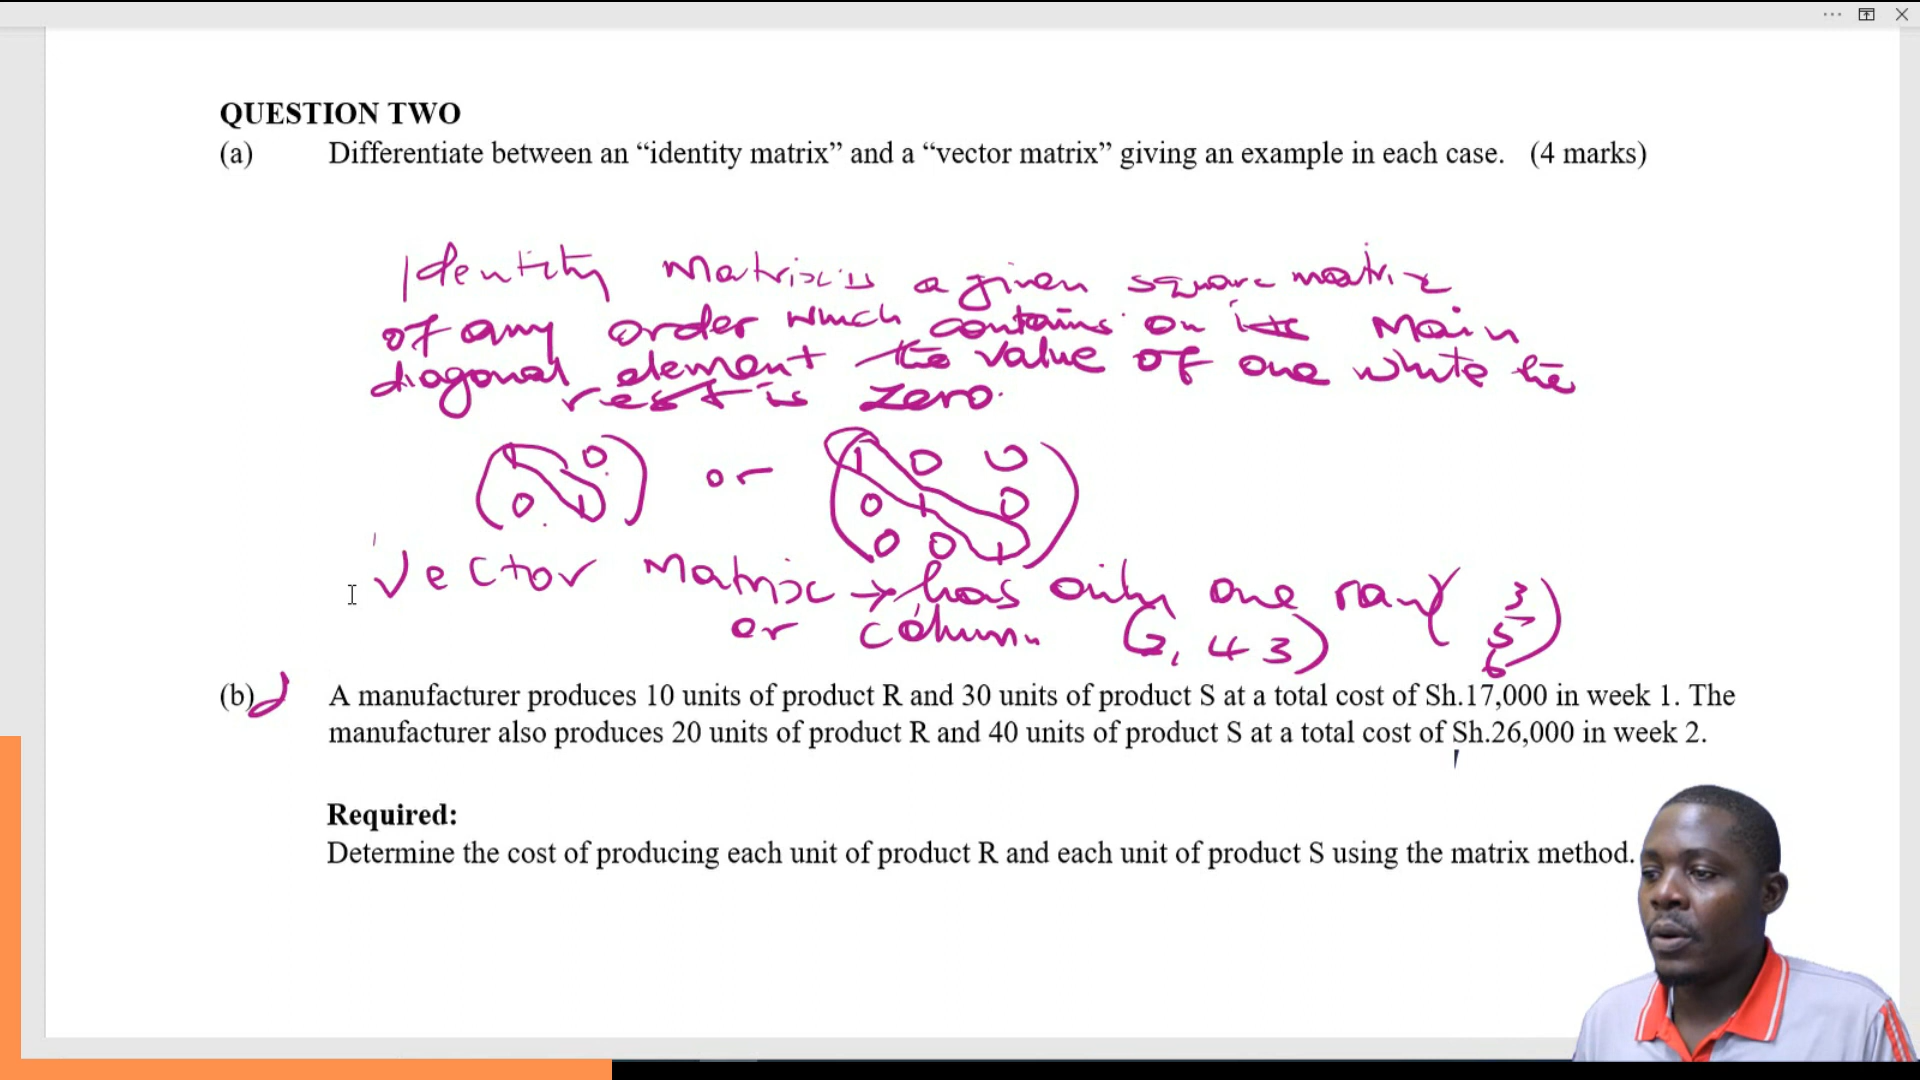 QUESTION TWO
(a) Differentiate between an “identity matrix” and a “vector matrix” giving an example in each case. (4 marks)
Identity Matrix is a given square matrix
of any order which contains on its Main
diagonal element the value of one while the
rest is zero.
(1 0 or (1 0 0
0 1) 0 1 0
0 0 1)
Vector Matrix → has only one row (3
or column (2, 4 3) 5
6)
(b) A manufacturer produces 10 units of product R and 30 units of product S at a total cost of Sh.17,000 in week 1. The
manufacturer also produces 20 units of product R and 40 units of product S at a total cost of Sh.26,000 in week 2.
Required:
Determine the cost of producing each unit of product R and each unit of product S using the matrix method.